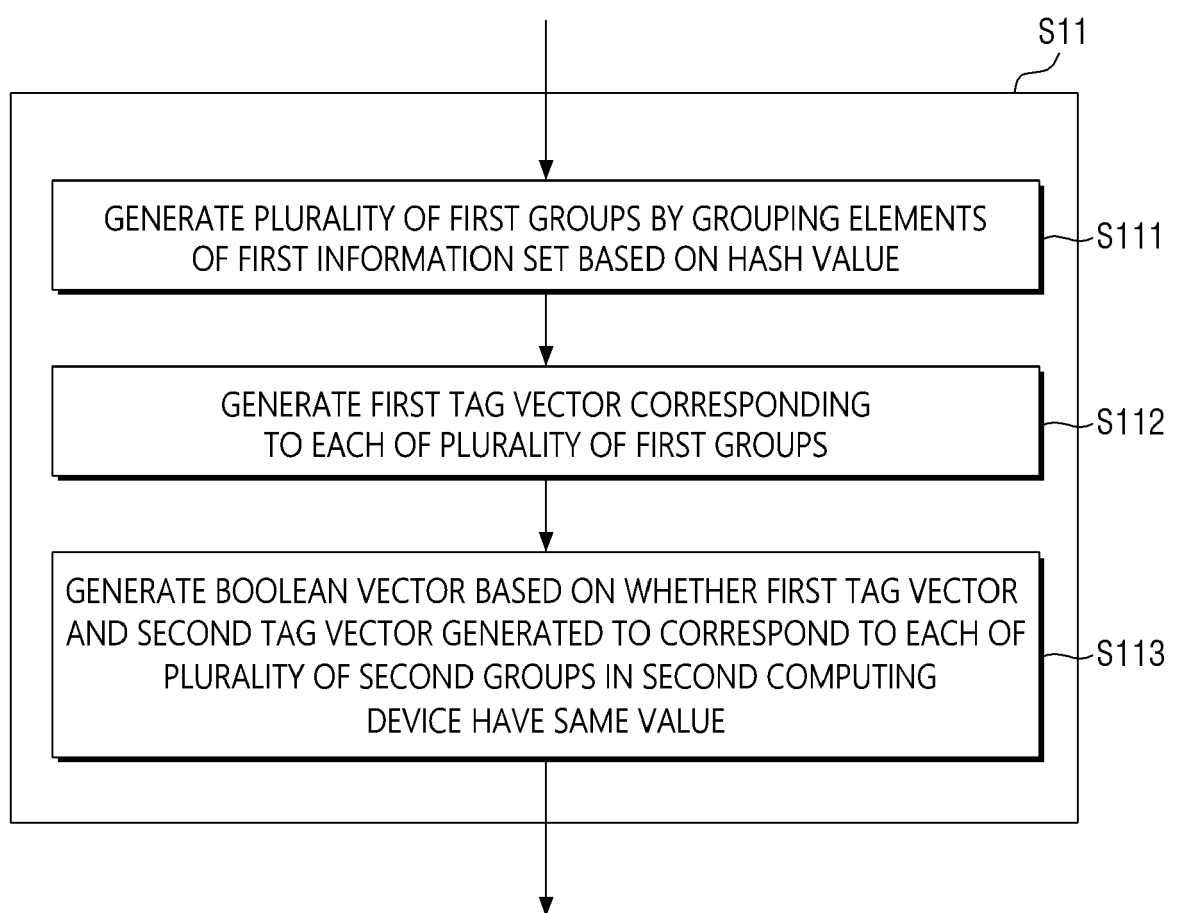 S11
GENERATE PLURALITY OF FIRST GROUPS BY GROUPING ELEMENTS
OF FIRST INFORMATION SET BASED ON HASH VALUE
S111
GENERATE FIRST TAG VECTOR CORRESPONDING
TO EACH OF PLURALITY OF FIRST GROUPS
S112
GENERATE BOOLEAN VECTOR BASED ON WHETHER FIRST TAG VECTOR
AND SECOND TAG VECTOR GENERATED TO CORRESPOND TO EACH OF
PLURALITY OF SECOND GROUPS IN SECOND COMPUTING
DEVICE HAVE SAME VALUE
S113